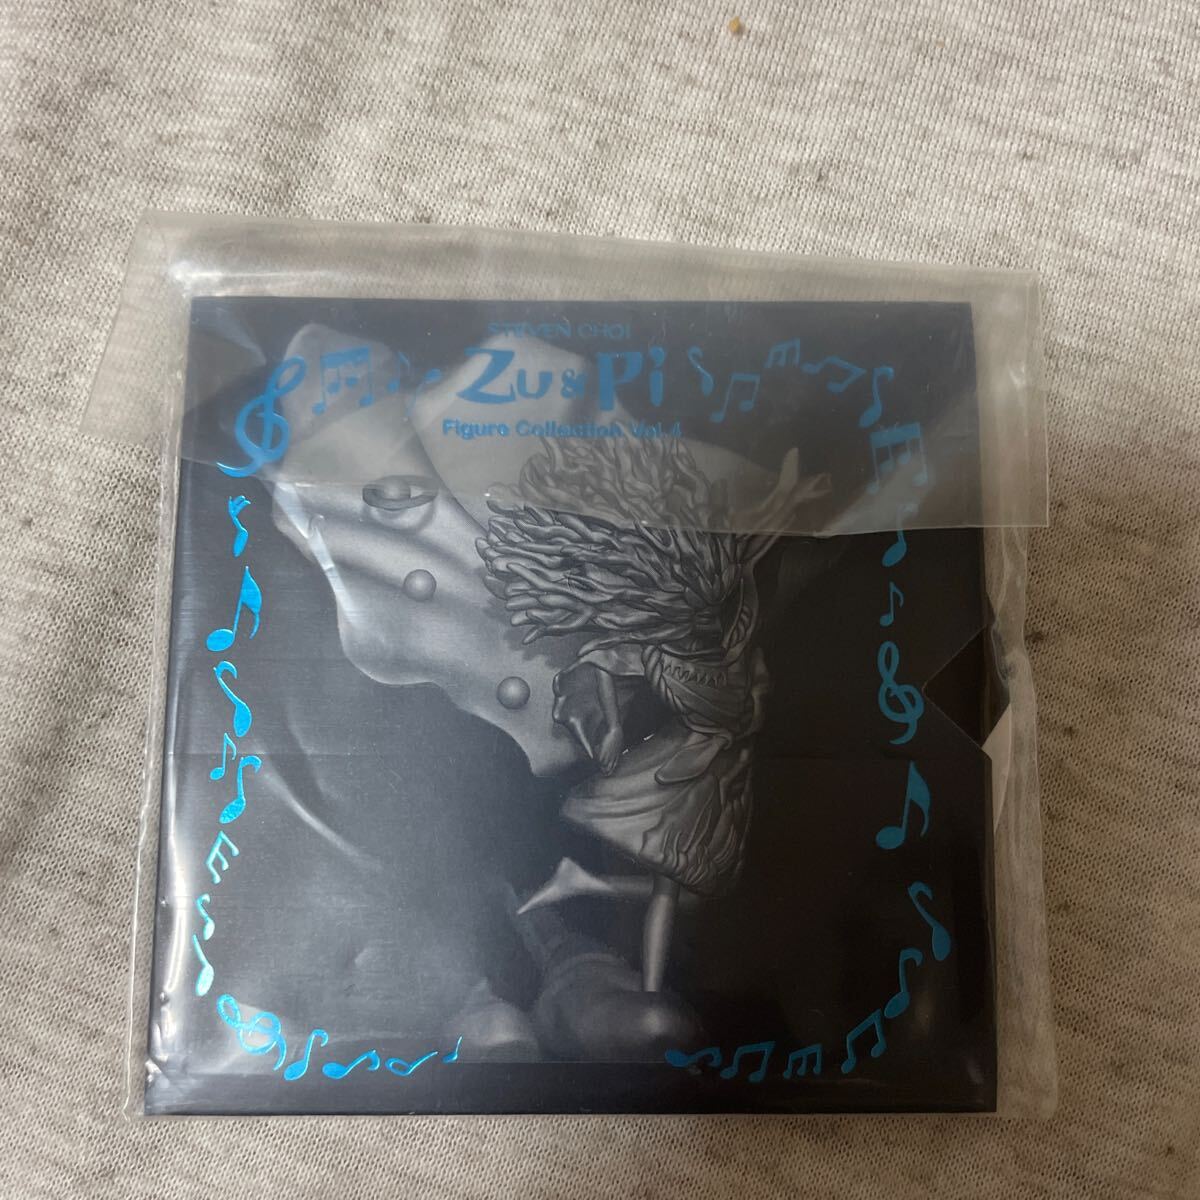 STEVEN CHOI
Zu&Pi
Figure Collection Vol.4